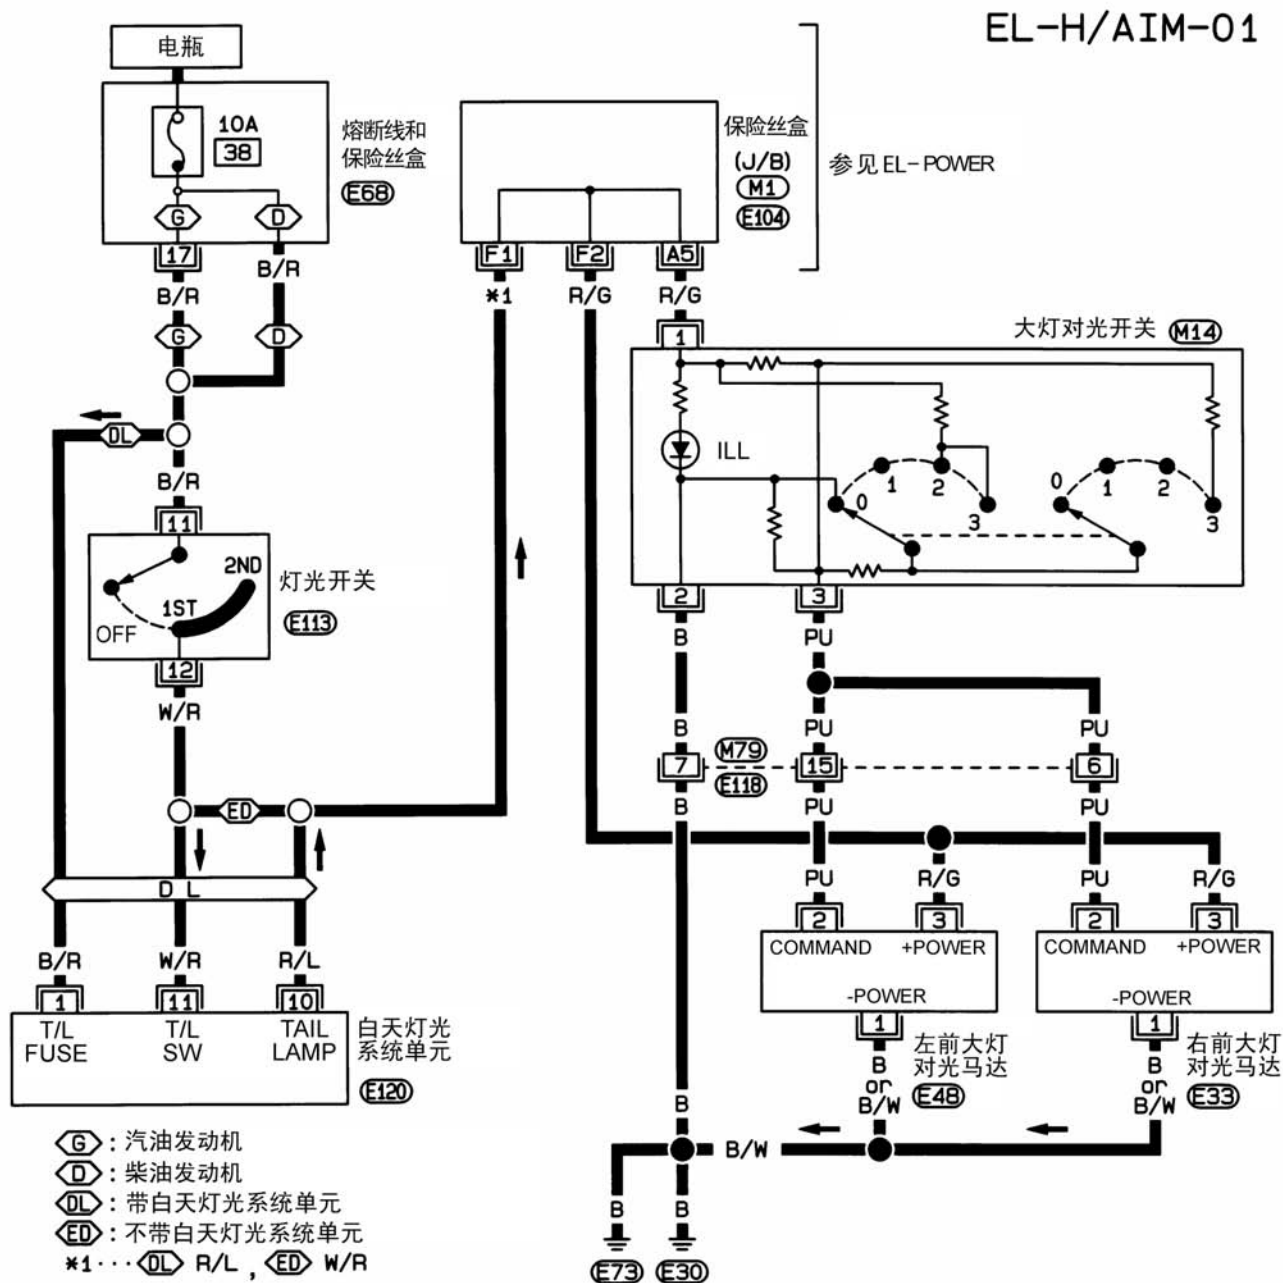 EL-H/AIM-01
电瓶
10A
38
熔断线和
保险丝盒
E68
G
D
17
B/R
B/R
G
D
保险丝盒
(J/B)
M1
E104
参见EL-POWER
F1
F2
A5
*1
R/G
R/G
大灯对光开关 M14
1
ILL
0
1
2
3
0
1
2
3
2
3
DL
B/R
11
2ND
1ST
OFF
灯光开关
E113
12
W/R
ED
D L
B
PU
B
PU
PU
7
M79
E118
15
6
B
PU
PU
PU
R/G
PU
R/G
2
3
2
3
COMMAND
+POWER
COMMAND
+POWER
-POWER
-POWER
1
1
左前大灯
对光马达
E48
右前大灯
对光马达
E33
B
or
B/W
B
or
B/W
B/R
W/R
R/L
1
11
10
T/L
FUSE
T/L
SW
TAIL
LAMP
白天灯光
系统单元
E120
B
B/W
B
B
E73
E30
G : 汽油发动机
D : 柴油发动机
DL : 带白天灯光系统单元
ED : 不带白天灯光系统单元
*1··· DL R/L , ED W/R